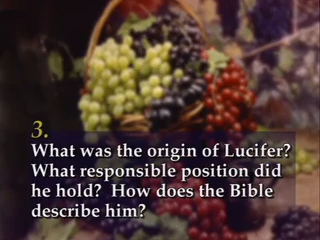 3.
What was the origin of Lucifer?
What responsible position did
he hold?  How does the Bible
describe him?